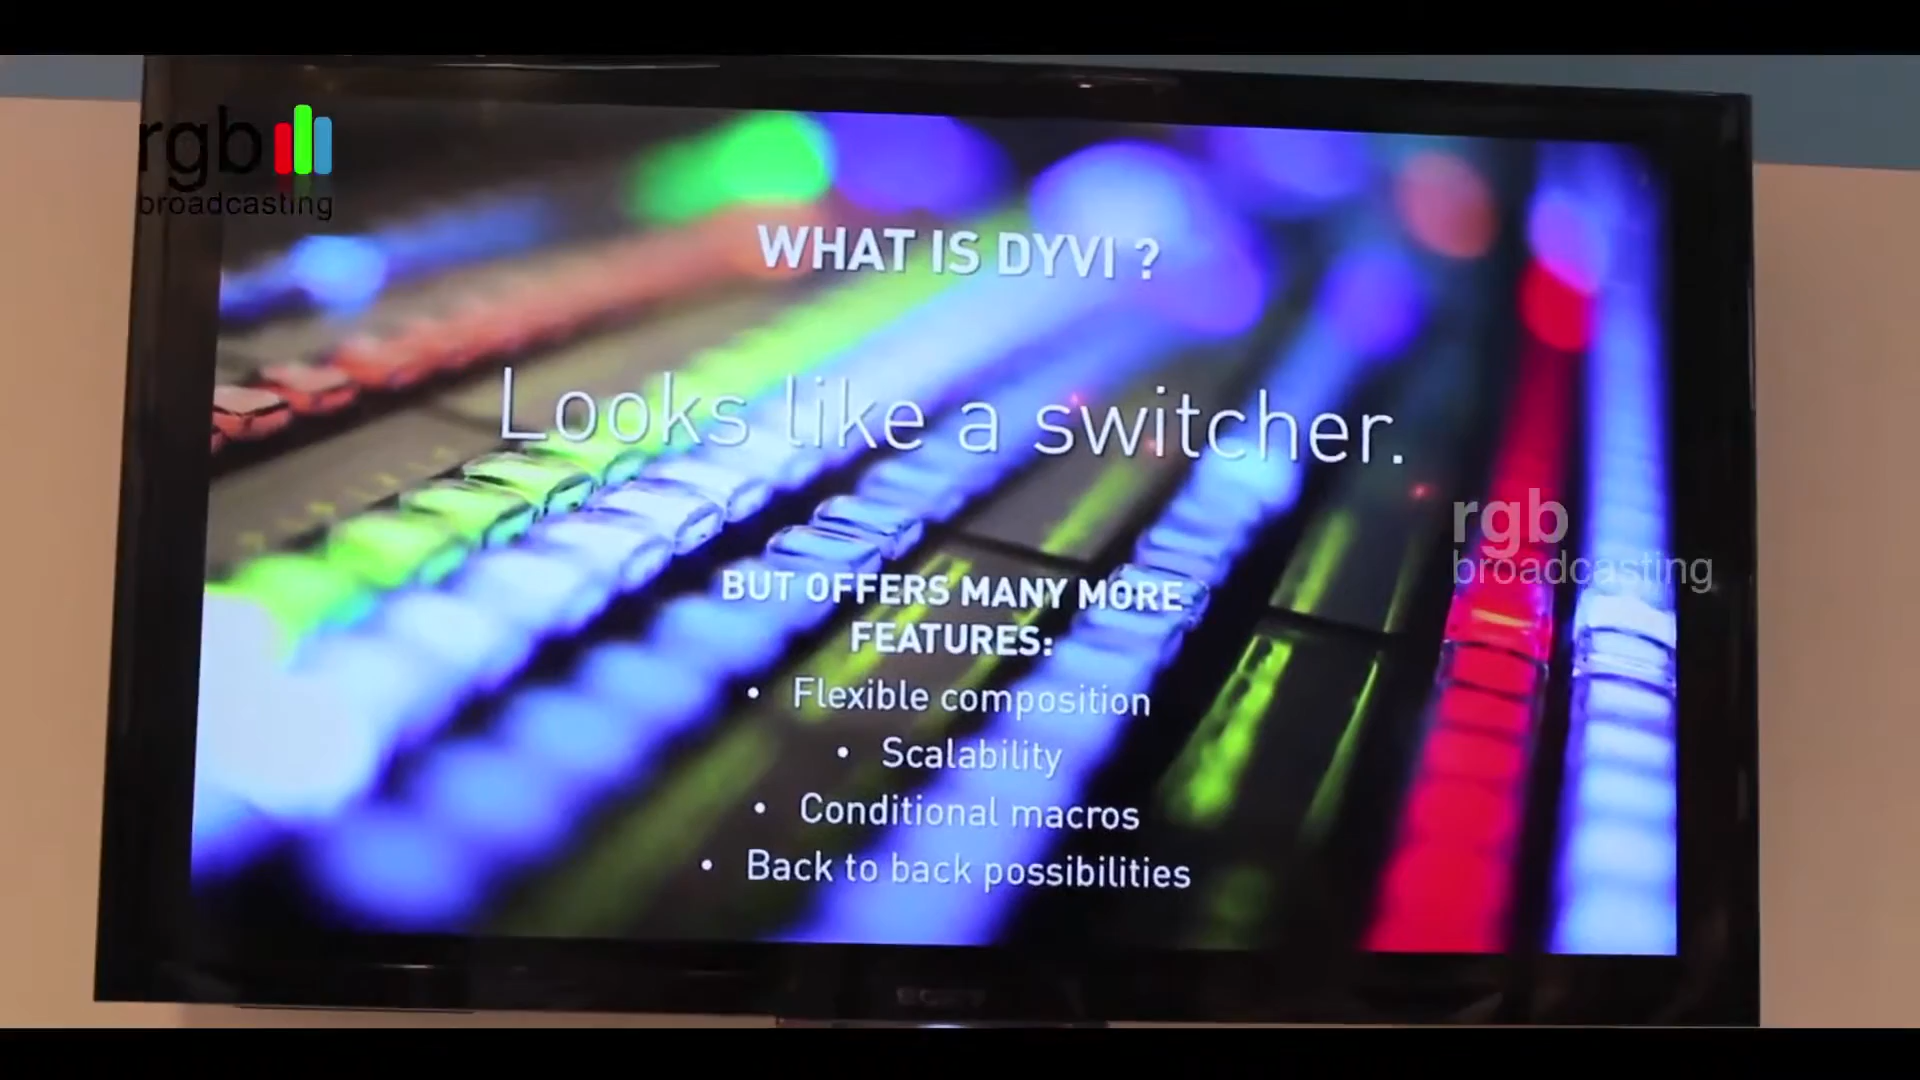 rgb
broadcasting
WHAT IS DYVI ?
Looks like a switcher.
rgb
broadcasting
BUT OFFERS MANY MORE
FEATURES:
• Flexible composition
• Scalability
• Conditional macros
• Back to back possibilities
SONY